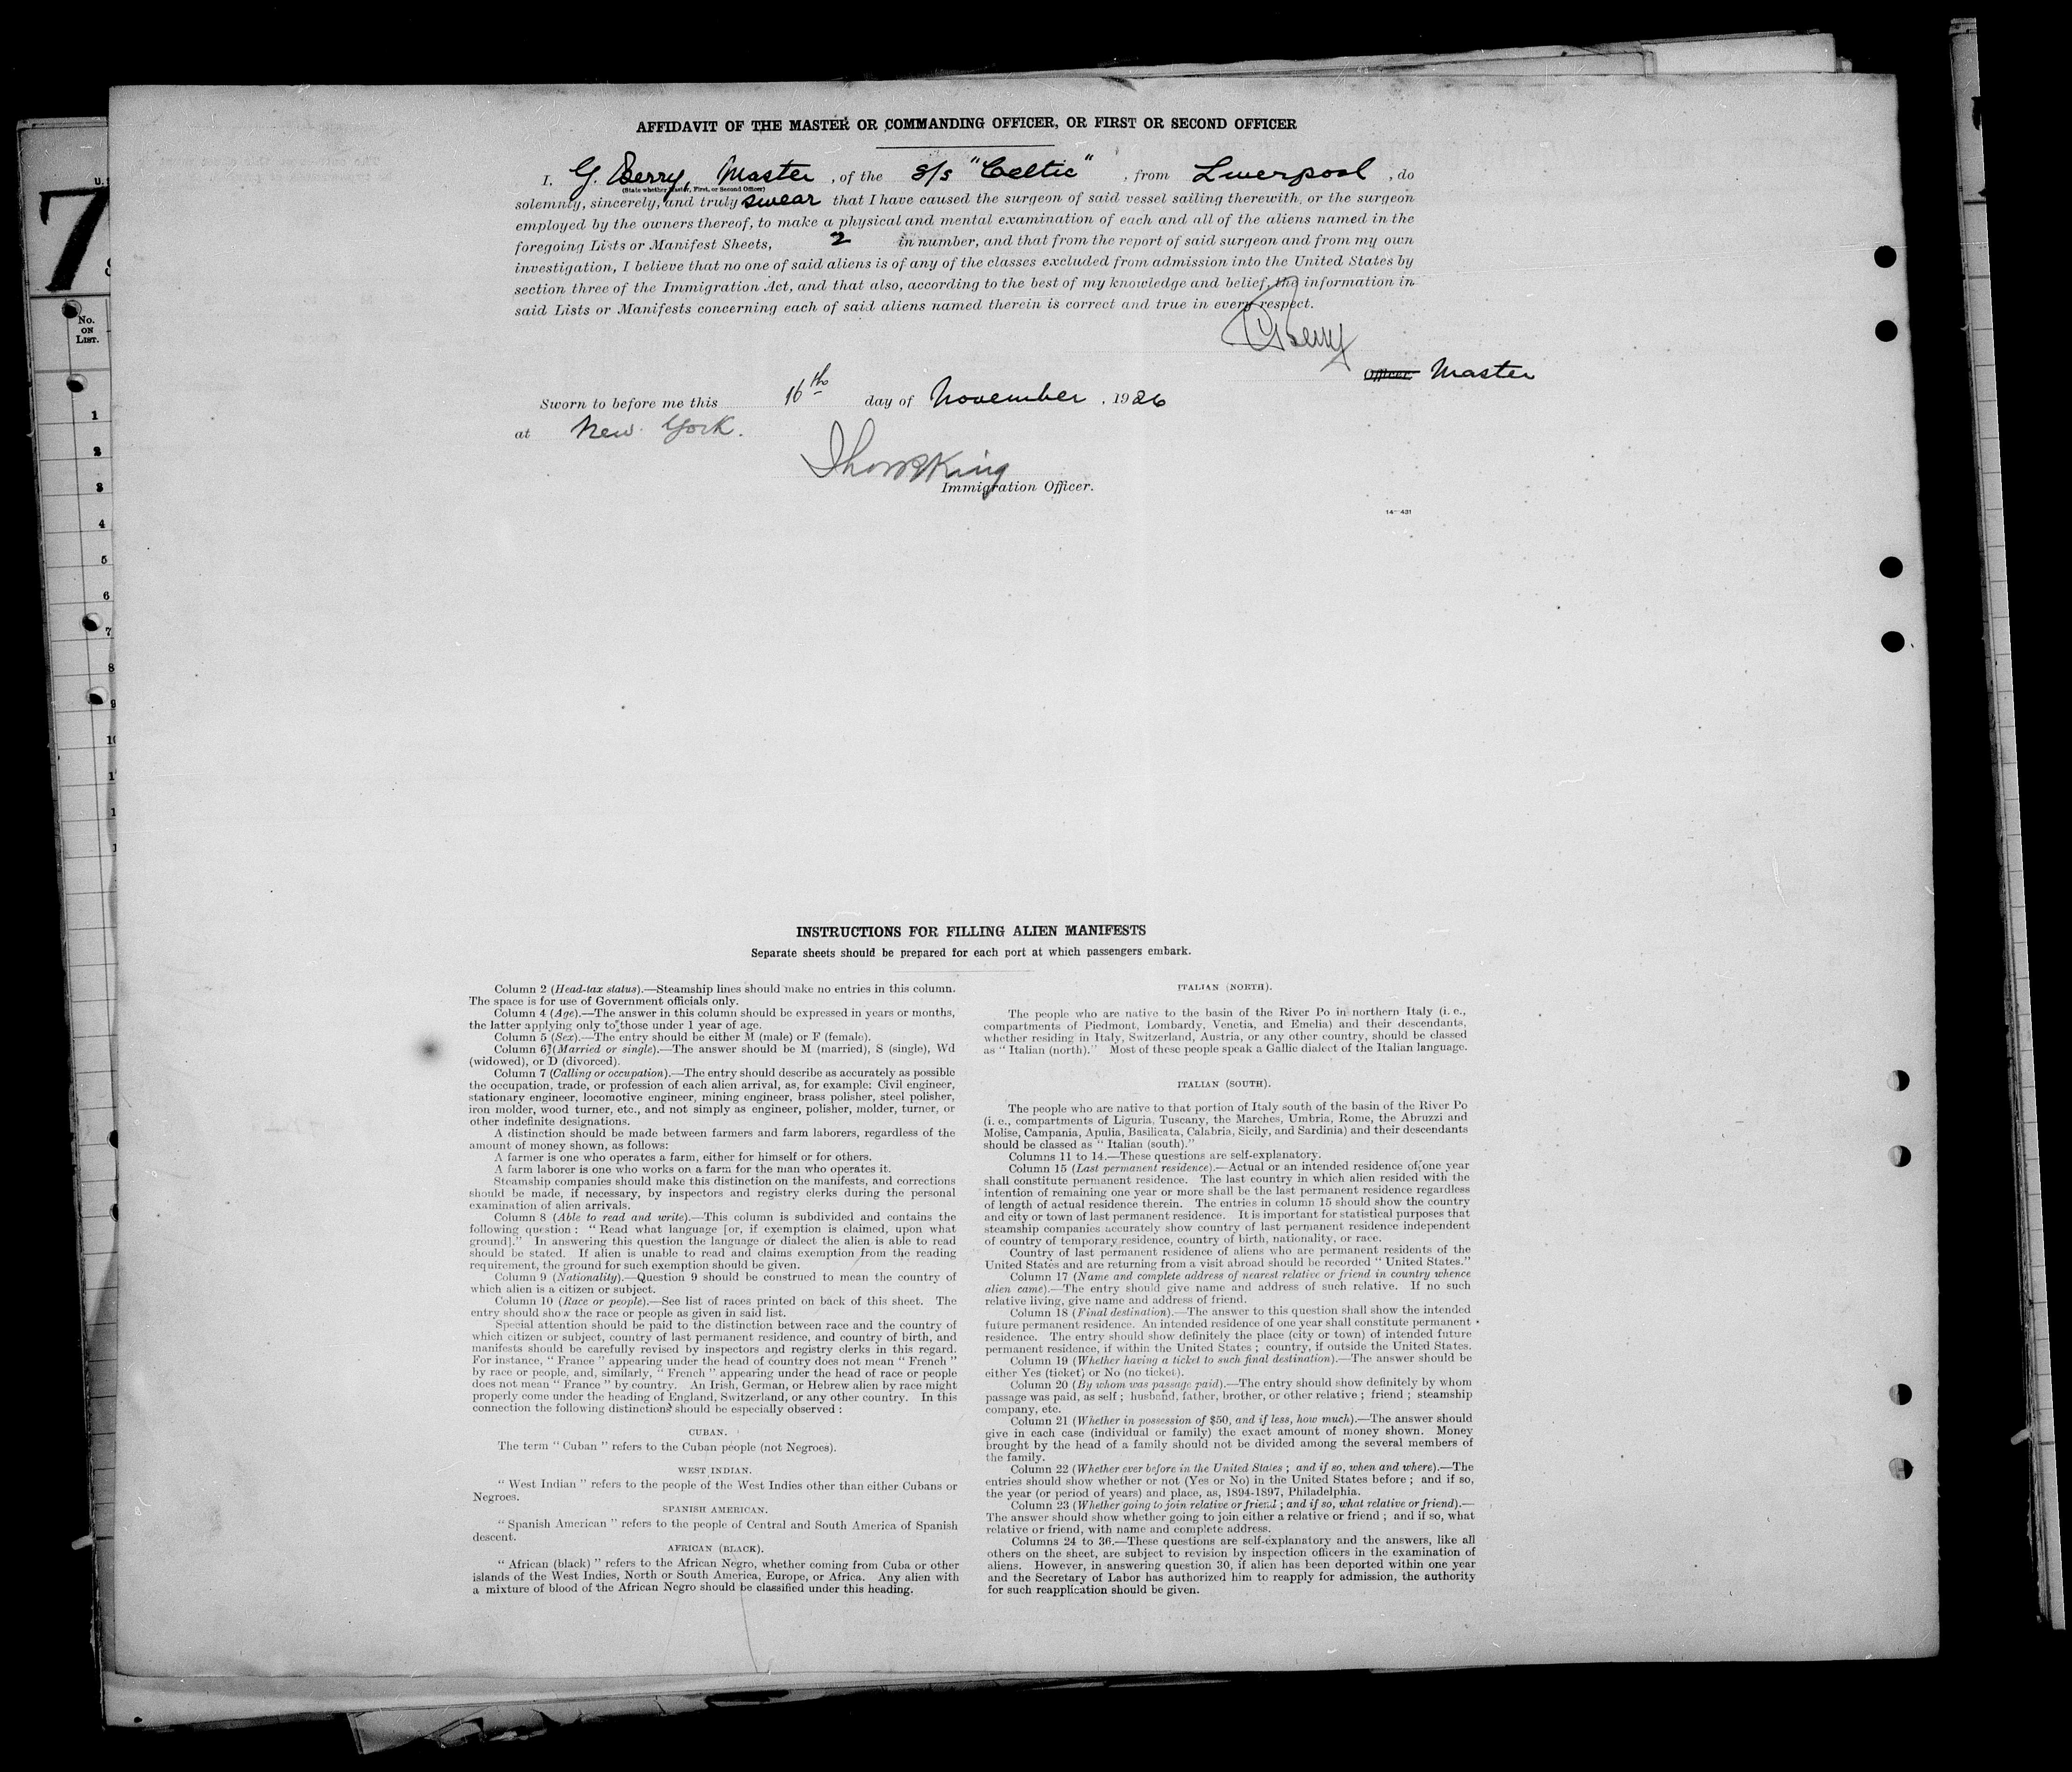 AFFIDAVIT OF THE MASTER OR COMMANDING OFFICER, OR FIRST OR SECOND OFFICER
I, G. Berry, Master, of the S/S "Celtic", from Liverpool, do
(State whether Master, First, or Second Officer)
solemnly, sincerely, and truly swear that I have caused the surgeon of said vessel sailing therewith, or the surgeon
employed by the owners thereof, to make a physical and mental examination of each and all of the aliens named in the
foregoing Lists or Manifest Sheets, 2 in number, and that from the report of said surgeon and from my own
investigation, I believe that no one of said aliens is of any of the classes excluded from admission into the United States by
section three of the Immigration Act, and that also, according to the best of my knowledge and belief, the information in
said Lists or Manifests concerning each of said aliens named therein is correct and true in every respect.
G Berry
Officer. Master
Sworn to before me this 16th day of November, 1926
at New York.
King
Immigration Officer.
14—431
7
No.
ON
LIST.
1
2
3
4
5
6
7
8
9
INSTRUCTIONS FOR FILLING ALIEN MANIFESTS
Separate sheets should be prepared for each port at which passengers embark.
Column 2 (Head-tax status).—Steamship lines should make no entries in this column.
The space is for use of Government officials only.
Column 4 (Age).—The answer in this column should be expressed in years or months,
the latter applying only to those under 1 year of age.
Column 5 (Sex).—The entry should be either M (male) or F (female).
Column 6 (Married or single).—The answer should be M (married), S (single), Wd
(widowed), or D (divorced).
Column 7 (Calling or occupation).—The entry should describe as accurately as possible
the occupation, trade, or profession of each alien arrival, as, for example: Civil engineer,
stationary engineer, locomotive engineer, mining engineer, brass polisher, steel polisher,
iron molder, wood turner, etc., and not simply as engineer, polisher, molder, turner, or
other indefinite designations.
A distinction should be made between farmers and farm laborers, regardless of the
amount of money shown, as follows:
A farmer is one who operates a farm, either for himself or for others.
A farm laborer is one who works on a farm for the man who operates it.
Steamship companies should make this distinction on the manifests, and corrections
should be made, if necessary, by inspectors and registry clerks during the personal
examination of alien arrivals.
Column 8 (Able to read and write).—This column is subdivided and contains the
following question: "Read what language [or, if exemption is claimed, upon what
ground]." In answering this question the language or dialect the alien is able to read
should be stated. If alien is unable to read and claims exemption from the reading
requirement, the ground for such exemption should be given.
Column 9 (Nationality).—Question 9 should be construed to mean the country of
which alien is a citizen or subject.
Column 10 (Race or people).—See list of races printed on back of this sheet. The
entry should show the race or people as given in said list.
Special attention should be paid to the distinction between race and the country of
which citizen or subject, country of last permanent residence, and country of birth, and
manifests should be carefully revised by inspectors and registry clerks in this regard.
For instance, "France" appearing under the head of country does not mean "French"
by race or people, and, similarly, "French" appearing under the head of race or people
does not mean "France" by country. An Irish, German, or Hebrew alien by race might
properly come under the heading of England, Switzerland, or any other country. In this
connection the following distinctions should be especially observed:
CUBAN.
The term "Cuban" refers to the Cuban people (not Negroes).
WEST INDIAN.
"West Indian" refers to the people of the West Indies other than either Cubans or
Negroes.
SPANISH AMERICAN.
"Spanish American" refers to the people of Central and South America of Spanish
descent.
AFRICAN (BLACK).
"African (black)" refers to the African Negro, whether coming from Cuba or other
islands of the West Indies, North or South America, Europe, or Africa. Any alien with
a mixture of blood of the African Negro should be classified under this heading.
ITALIAN (NORTH).
The people who are native to the basin of the River Po in northern Italy (i. e.,
compartments of Piedmont, Lombardy, Venetia, and Emelia) and their descendants,
whether residing in Italy, Switzerland, Austria, or any other country, should be classed
as "Italian (north)." Most of these people speak a Gallic dialect of the Italian language.
ITALIAN (SOUTH).
The people who are native to that portion of Italy south of the basin of the River Po
(i. e., compartments of Liguria, Tuscany, the Marches, Umbria, Rome, the Abruzzi and
Molise, Campania, Apulia, Basilicata, Calabria, Sicily, and Sardinia) and their descendants
should be classed as "Italian (south)."
Columns 11 to 14.—These questions are self-explanatory.
Column 15 (Last permanent residence).—Actual or an intended residence of one year
shall constitute permanent residence. The last country in which alien resided with the
intention of remaining one year or more shall be the last permanent residence regardless
of length of actual residence therein. The entries in column 15 should show the country
and city or town of last permanent residence. It is important for statistical purposes that
steamship companies accurately show country of last permanent residence independent
of country of temporary residence, country of birth, nationality, or race.
Country of last permanent residence of aliens who are permanent residents of the
United States and are returning from a visit abroad should be recorded "United States."
Column 17 (Name and complete address of nearest relative or friend in country whence
alien came).—The entry should give name and address of such relative. If no such
relative living, give name and address of friend.
Column 18 (Final destination).—The answer to this question shall show the intended
future permanent residence. An intended residence of one year shall constitute permanent
residence. The entry should show definitely the place (city or town) of intended future
permanent residence, if within the United States; country, if outside the United States.
Column 19 (Whether having a ticket to such final destination).—The answer should be
either Yes (ticket) or No (no ticket).
Column 20 (By whom was passage paid).—The entry should show definitely by whom
passage was paid, as self; husband, father, brother, or other relative; friend; steamship
company, etc.
Column 21 (Whether in possession of $50, and if less, how much).—The answer should
give in each case (individual or family) the exact amount of money shown. Money
brought by the head of a family should not be divided among the several members of
the family.
Column 22 (Whether ever before in the United States; and if so, when and where).—The
entries should show whether or not (Yes or No) in the United States before; and if so,
the year (or period of years) and place, as, 1894-1897, Philadelphia.
Column 23 (Whether going to join relative or friend; and if so, what relative or friend).—
The answer should show whether going to join either a relative or friend; and if so, what
relative or friend, with name and complete address.
Columns 24 to 36.—These questions are self-explanatory and the answers, like all
others on the sheet, are subject to revision by inspection officers in the examination of
aliens. However, in answering question 30, if alien has been deported within one year
and the Secretary of Labor has authorized him to reapply for admission, the authority
for such reapplication should be given.